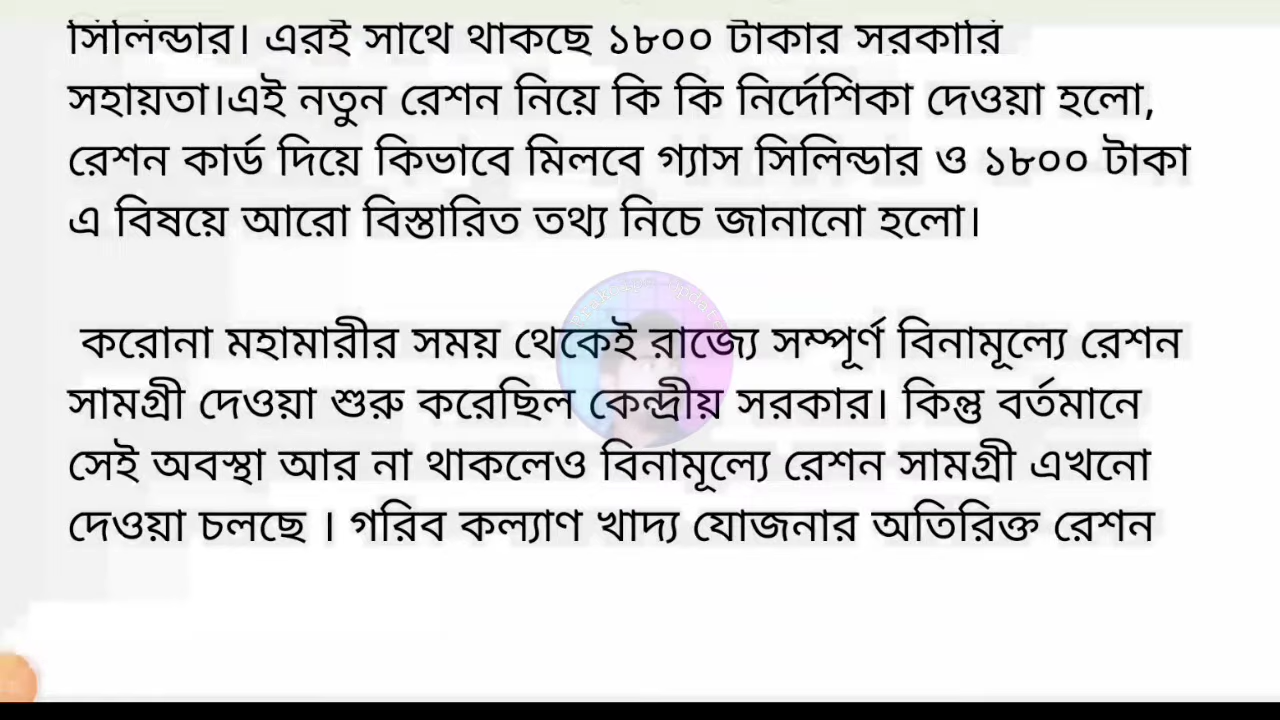 সিলিন্ডার। এরই সাথে থাকছে ১৮০০ টাকার সরকারি
সহায়তা।এই নতুন রেশন নিয়ে কি কি নির্দেশিকা দেওয়া হলো,
রেশন কার্ড দিয়ে কিভাবে মিলবে গ্যাস সিলিন্ডার ও ১৮০০ টাকা
এ বিষয়ে আরো বিস্তারিত তথ্য নিচে জানানো হলো।
করোনা মহামারীর সময় থেকেই রাজ্যে সম্পূর্ণ বিনামূল্যে রেশন
সামগ্রী দেওয়া শুরু করেছিল কেন্দ্রীয় সরকার। কিন্তু বর্তমানে
সেই অবস্থা আর না থাকলেও বিনামূল্যে রেশন সামগ্রী এখনো
দেওয়া চলছে । গরিব কল্যাণ খাদ্য যোজনার অতিরিক্ত রেশন